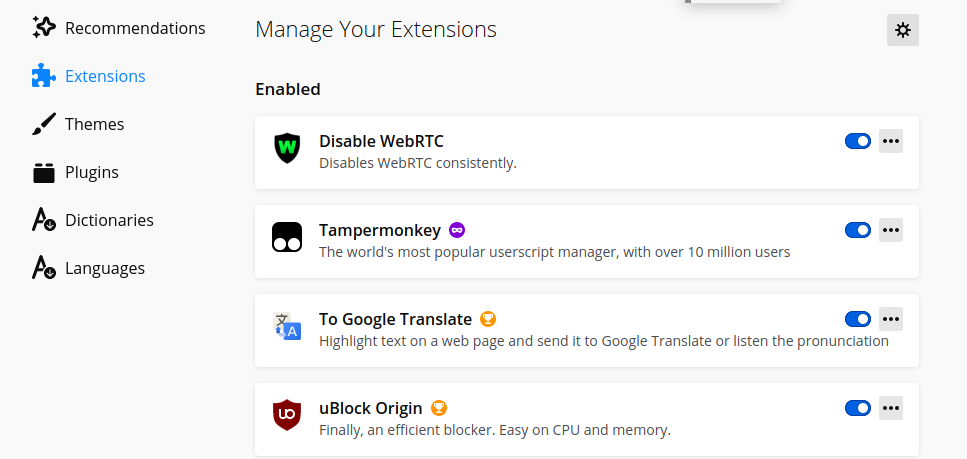 Recommendations
Extensions
Themes
Plugins
Dictionaries
Languages
Manage Your Extensions
Enabled
Disable WebRTC
Disables WebRTC consistently.
Tampermonkey
The world's most popular userscript manager, with over 10 million users
To Google Translate
Highlight text on a web page and send it to Google Translate or listen the pronunciation
uBlock Origin
Finally, an efficient blocker. Easy on CPU and memory.